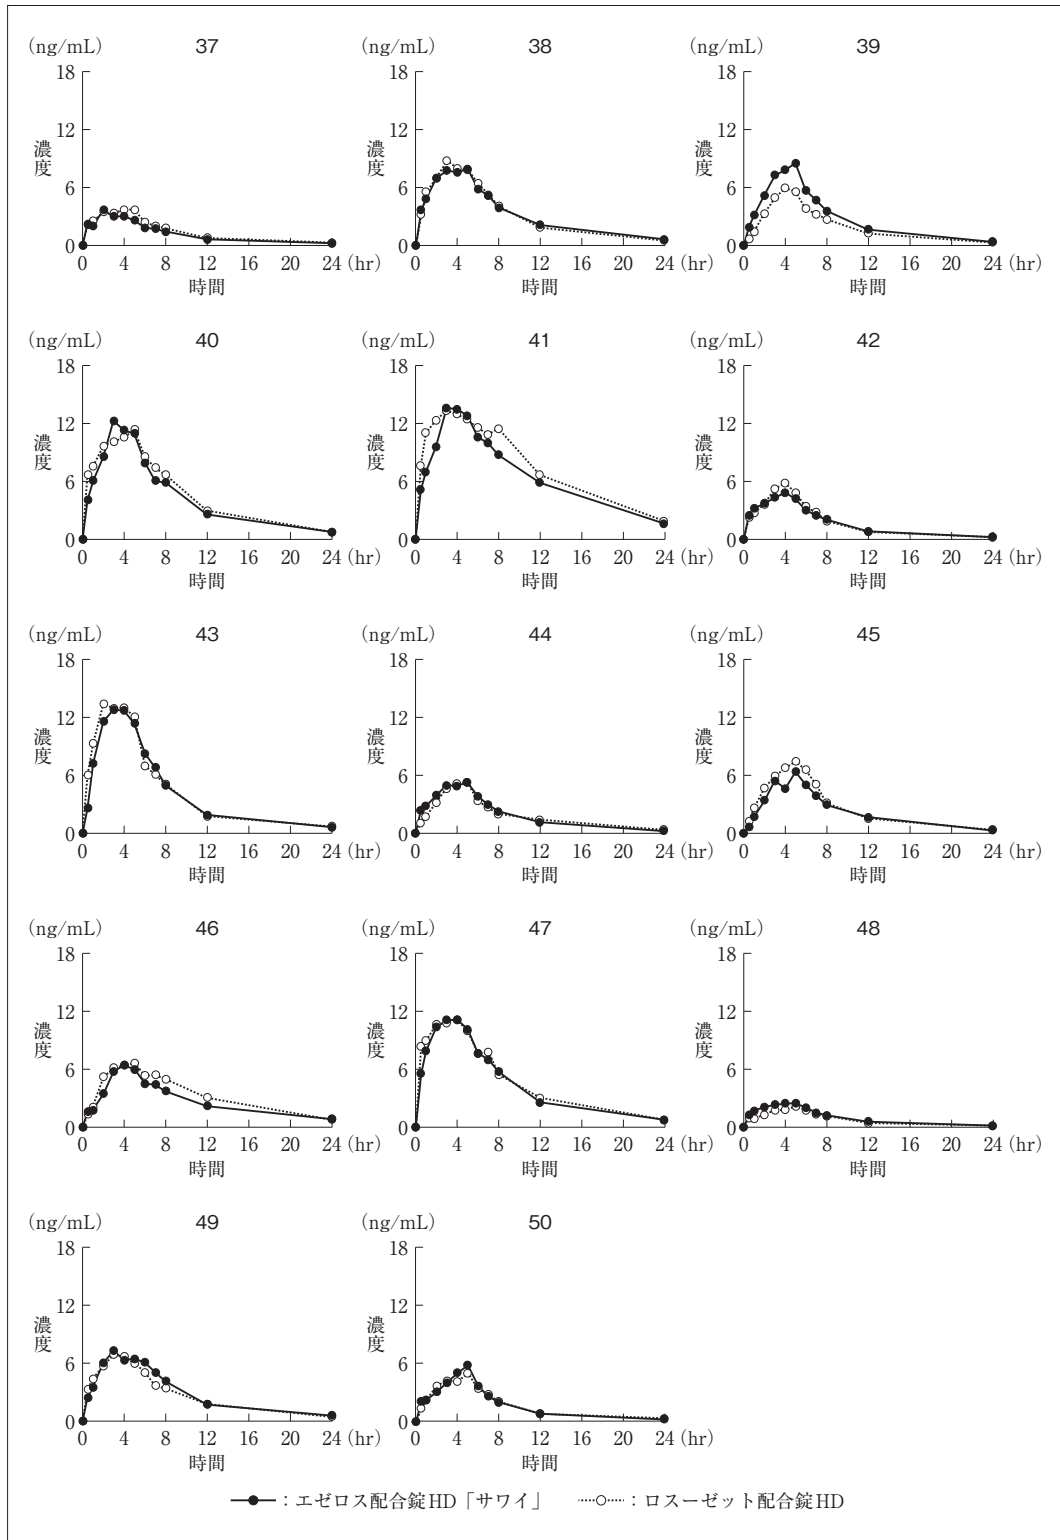 (ng/mL) 37
18
12
6
0
濃度
0 4 8 12 16 20 24 (hr)
時間
(ng/mL) 38
18
12
6
0
濃度
0 4 8 12 16 20 24 (hr)
時間
(ng/mL) 39
18
12
6
0
濃度
0 4 8 12 16 20 24 (hr)
時間
(ng/mL) 40
18
12
6
0
濃度
0 4 8 12 16 20 24 (hr)
時間
(ng/mL) 41
18
12
6
0
濃度
0 4 8 12 16 20 24 (hr)
時間
(ng/mL) 42
18
12
6
0
濃度
0 4 8 12 16 20 24 (hr)
時間
(ng/mL) 43
18
12
6
0
濃度
0 4 8 12 16 20 24 (hr)
時間
(ng/mL) 44
18
12
6
0
濃度
0 4 8 12 16 20 24 (hr)
時間
(ng/mL) 45
18
12
6
0
濃度
0 4 8 12 16 20 24 (hr)
時間
(ng/mL) 46
18
12
6
0
濃度
0 4 8 12 16 20 24 (hr)
時間
(ng/mL) 47
18
12
6
0
濃度
0 4 8 12 16 20 24 (hr)
時間
(ng/mL) 48
18
12
6
0
濃度
0 4 8 12 16 20 24 (hr)
時間
(ng/mL) 49
18
12
6
0
濃度
0 4 8 12 16 20 24 (hr)
時間
(ng/mL) 50
18
12
6
0
濃度
0 4 8 12 16 20 24 (hr)
時間
：エゼロス配合錠HD「サワイ」 ：ロスーゼット配合錠HD